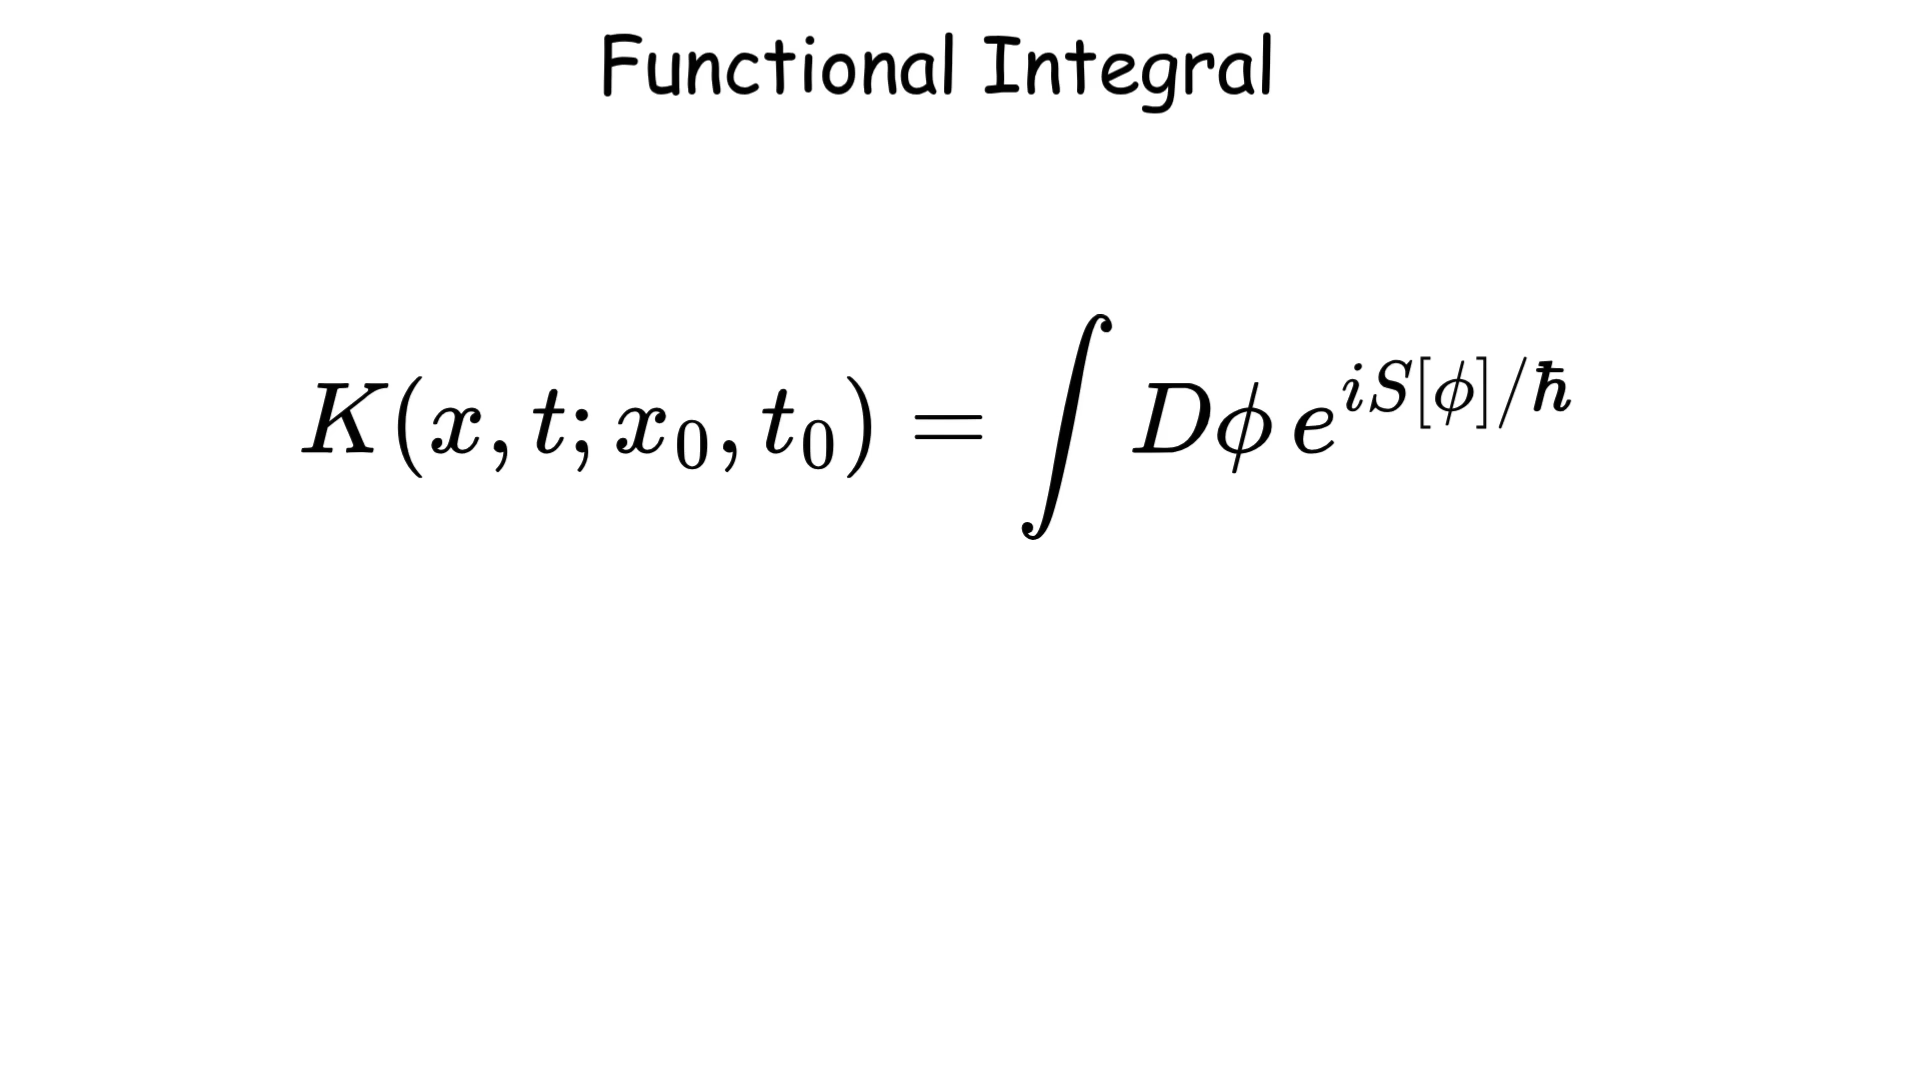 Functional Integral
K(x, t; x₀, t₀) = ∫ Dϕ e^{iS[ϕ]/ħ}